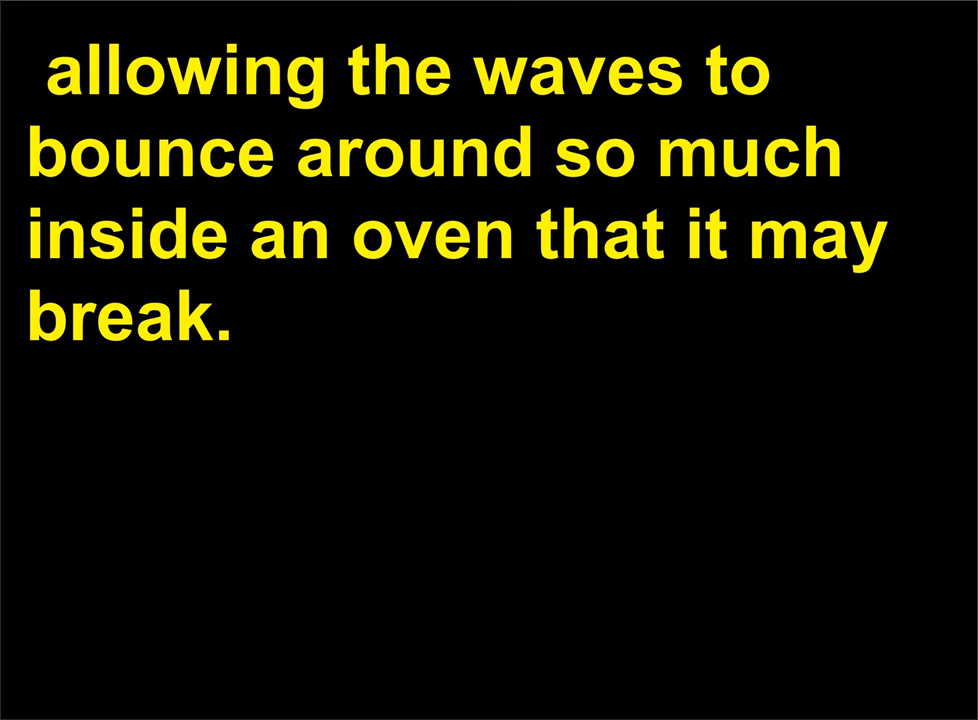 allowing the waves to
bounce around so much
inside an oven that it may
break.